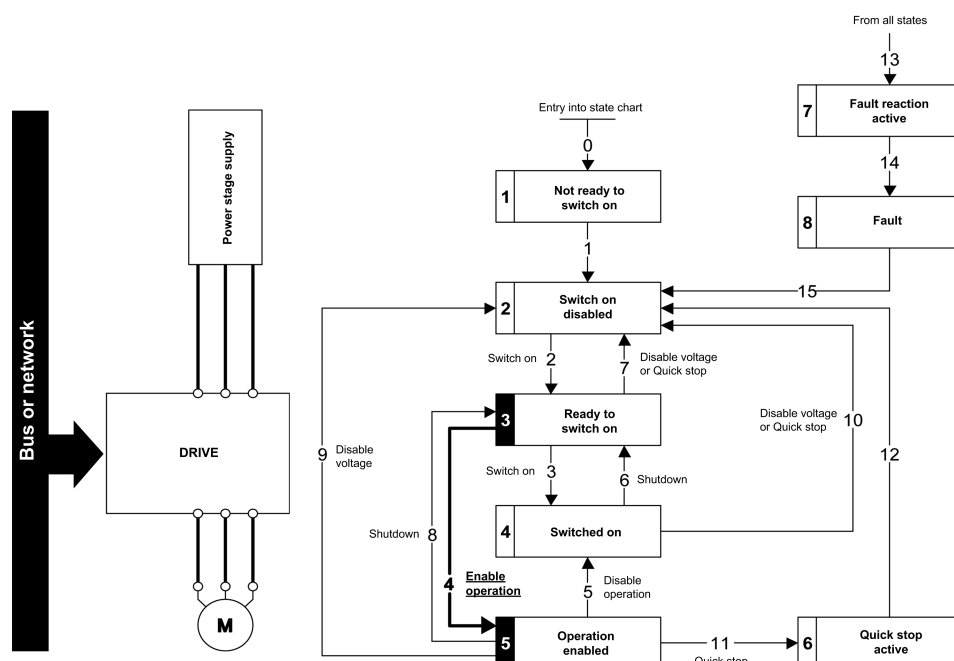 From all states
13
7
Fault reaction
active
14
8
Fault
15
Entry into state chart
0
1
Not ready to
switch on
1
2
Switch on
disabled
Switch on
2
7
Disable voltage
or Quick stop
3
Ready to
switch on
Switch on
3
6
Shutdown
4
Switched on
Disable voltage
or Quick stop
10
12
9
Disable
voltage
Shutdown
8
4
Enable
operation
5
Disable
operation
5
Operation
enabled
11
Quick stop
6
Quick stop
active
Bus or network
Power stage supply
DRIVE
M